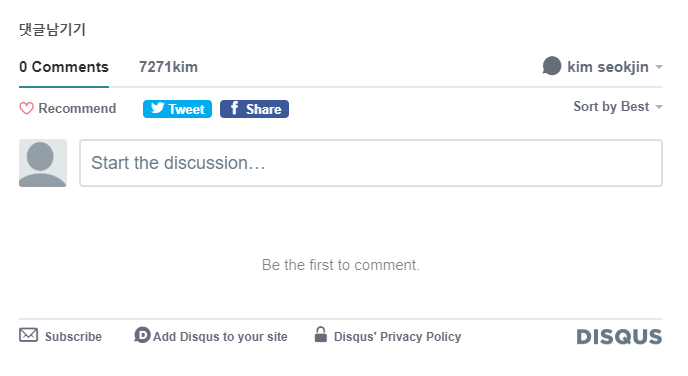 댓글남기기
0 Comments 7271kim kim seokjin
Recommend Tweet Share Sort by Best
Start the discussion…
Be the first to comment.
Subscribe Add Disqus to your site Disqus' Privacy Policy DISQUS